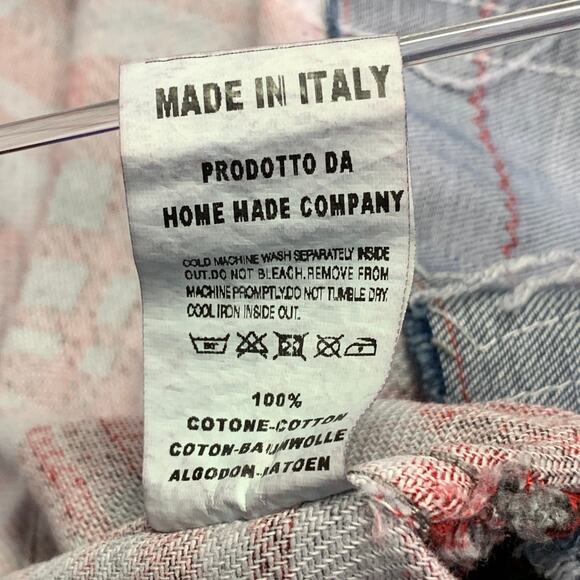 MADE IN ITALY
PRODOTTO DA
HOME MADE COMPANY
COLD MACHINE WASH SEPARATELY INSIDE
OUT.DO NOT BLEACH.REMOVE FROM
MACHINE PROMPTLY.DO NOT TUMBLE DRY.
COOL IRON INSIDE OUT.
100%
COTONE-COTTON
COTON-BAUMWOLLE
ALGODON-